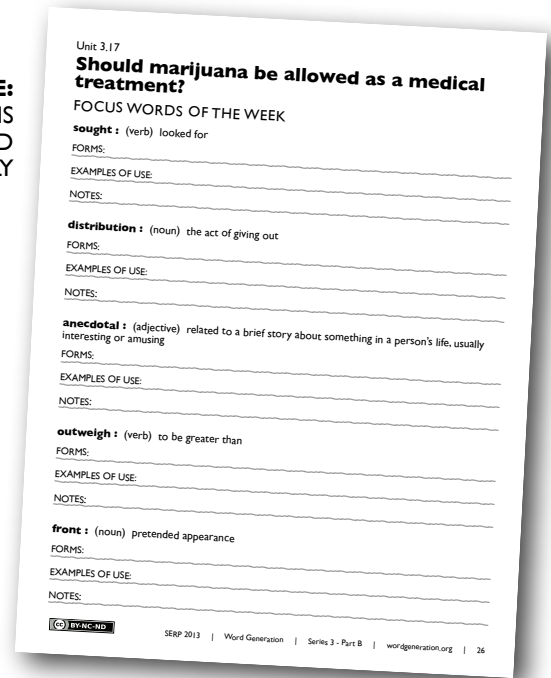 E:
IS
D
LY
Unit 3.17
Should marijuana be allowed as a medical
treatment?
FOCUS WORDS OF THE WEEK
sought : (verb) looked for
FORMS:
EXAMPLES OF USE:
NOTES:
distribution : (noun) the act of giving out
FORMS:
EXAMPLES OF USE:
NOTES:
anecdotal : (adjective) related to a brief story about something in a person's life, usually
interesting or amusing
FORMS:
EXAMPLES OF USE:
NOTES:
outweigh : (verb) to be greater than
FORMS:
EXAMPLES OF USE:
NOTES:
front : (noun) pretended appearance
FORMS:
EXAMPLES OF USE:
NOTES:
cc BY-NC-ND SERP 2013 | Word Generation | Series 3 - Part B | wordgeneration.org | 26